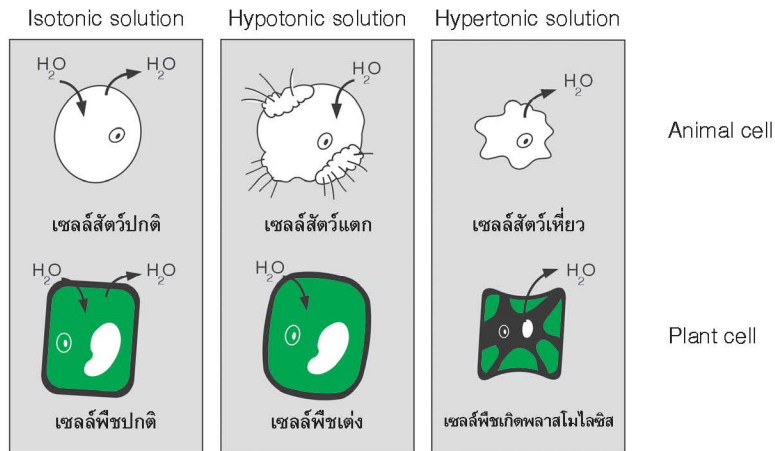 Isotonic solution
Hypotonic solution
Hypertonic solution
H₂O
H₂O
H₂O
H₂O
Animal cell
เซลล์สัตว์ปกติ
เซลล์สัตว์แตก
เซลล์สัตว์เหี่ยว
H₂O
H₂O
H₂O
H₂O
Plant cell
เซลล์พืชปกติ
เซลล์พืชเต่ง
เซลล์พืชเกิดพลาสโมไลซิส